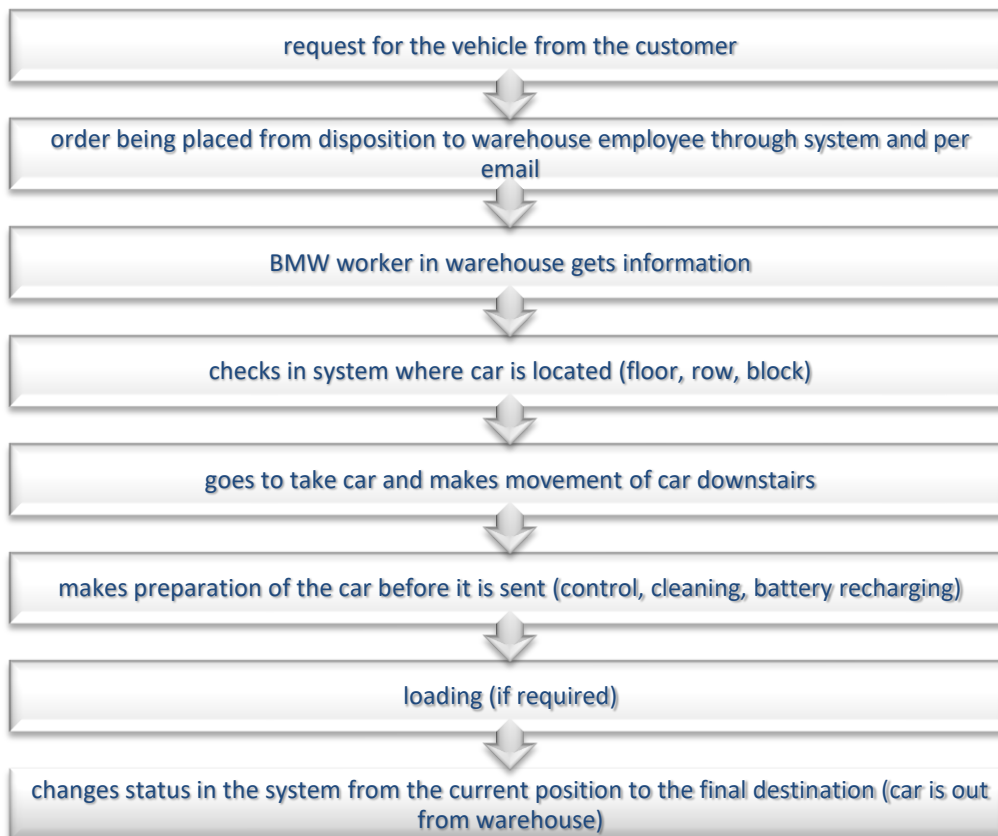 request for the vehicle from the customer
order being placed from disposition to warehouse employee through system and per
email
BMW worker in warehouse gets information
checks in system where car is located (floor, row, block)
goes to take car and makes movement of car downstairs
makes preparation of the car before it is sent (control, cleaning, battery recharging)
loading (if required)
changes status in the system from the current position to the final destination (car is out
from warehouse)